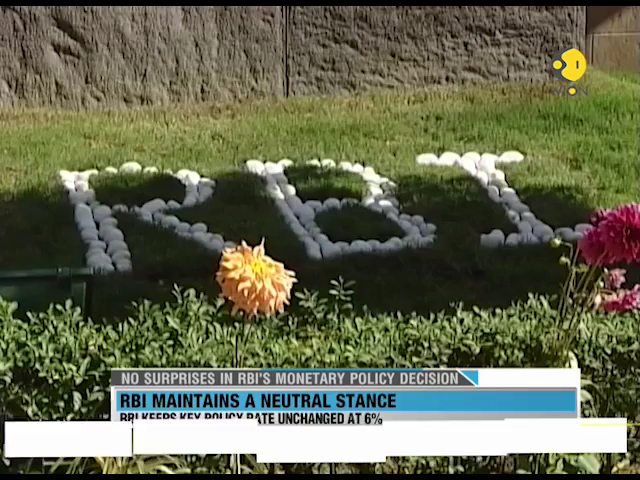 RBI
NO SURPRISES IN RBI'S MONETARY POLICY DECISION
RBI MAINTAINS A NEUTRAL STANCE
RBI KEEPS KEY POLICY RATE UNCHANGED AT 6%